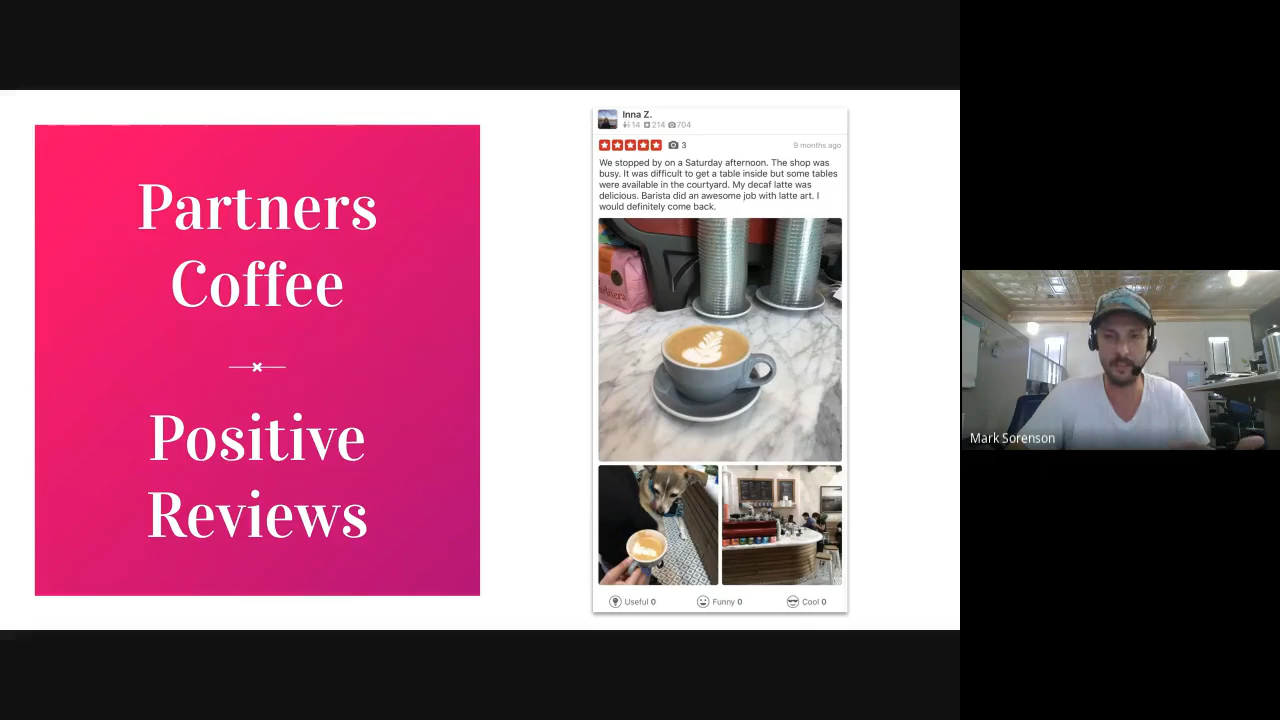 Partners
Coffee
Positive
Reviews
Inna Z.
14 214 704
3 9 months ago
We stopped by on a Saturday afternoon. The shop was
busy. It was difficult to get a table inside but some tables
were available in the courtyard. My decaf latte was
delicious. Barista did an awesome job with latte art. I
would definitely come back.
Useful 0 Funny 0 Cool 0
Mark Sorenson